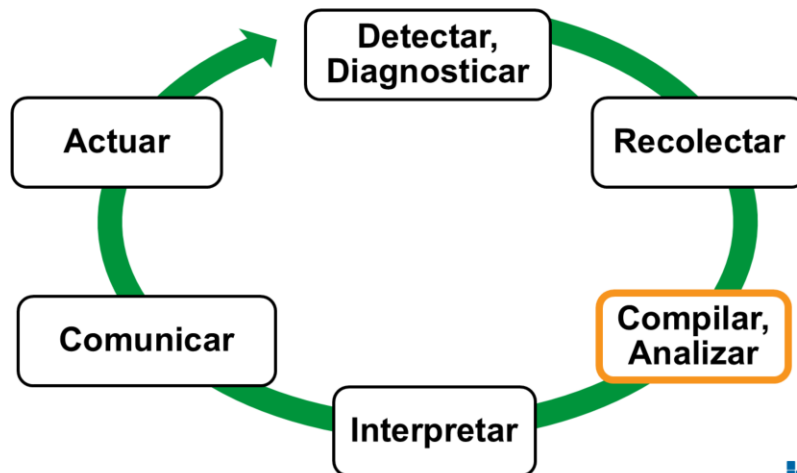 Detectar,
Diagnosticar
Recolectar
Compilar,
Analizar
Interpretar
Comunicar
Actuar